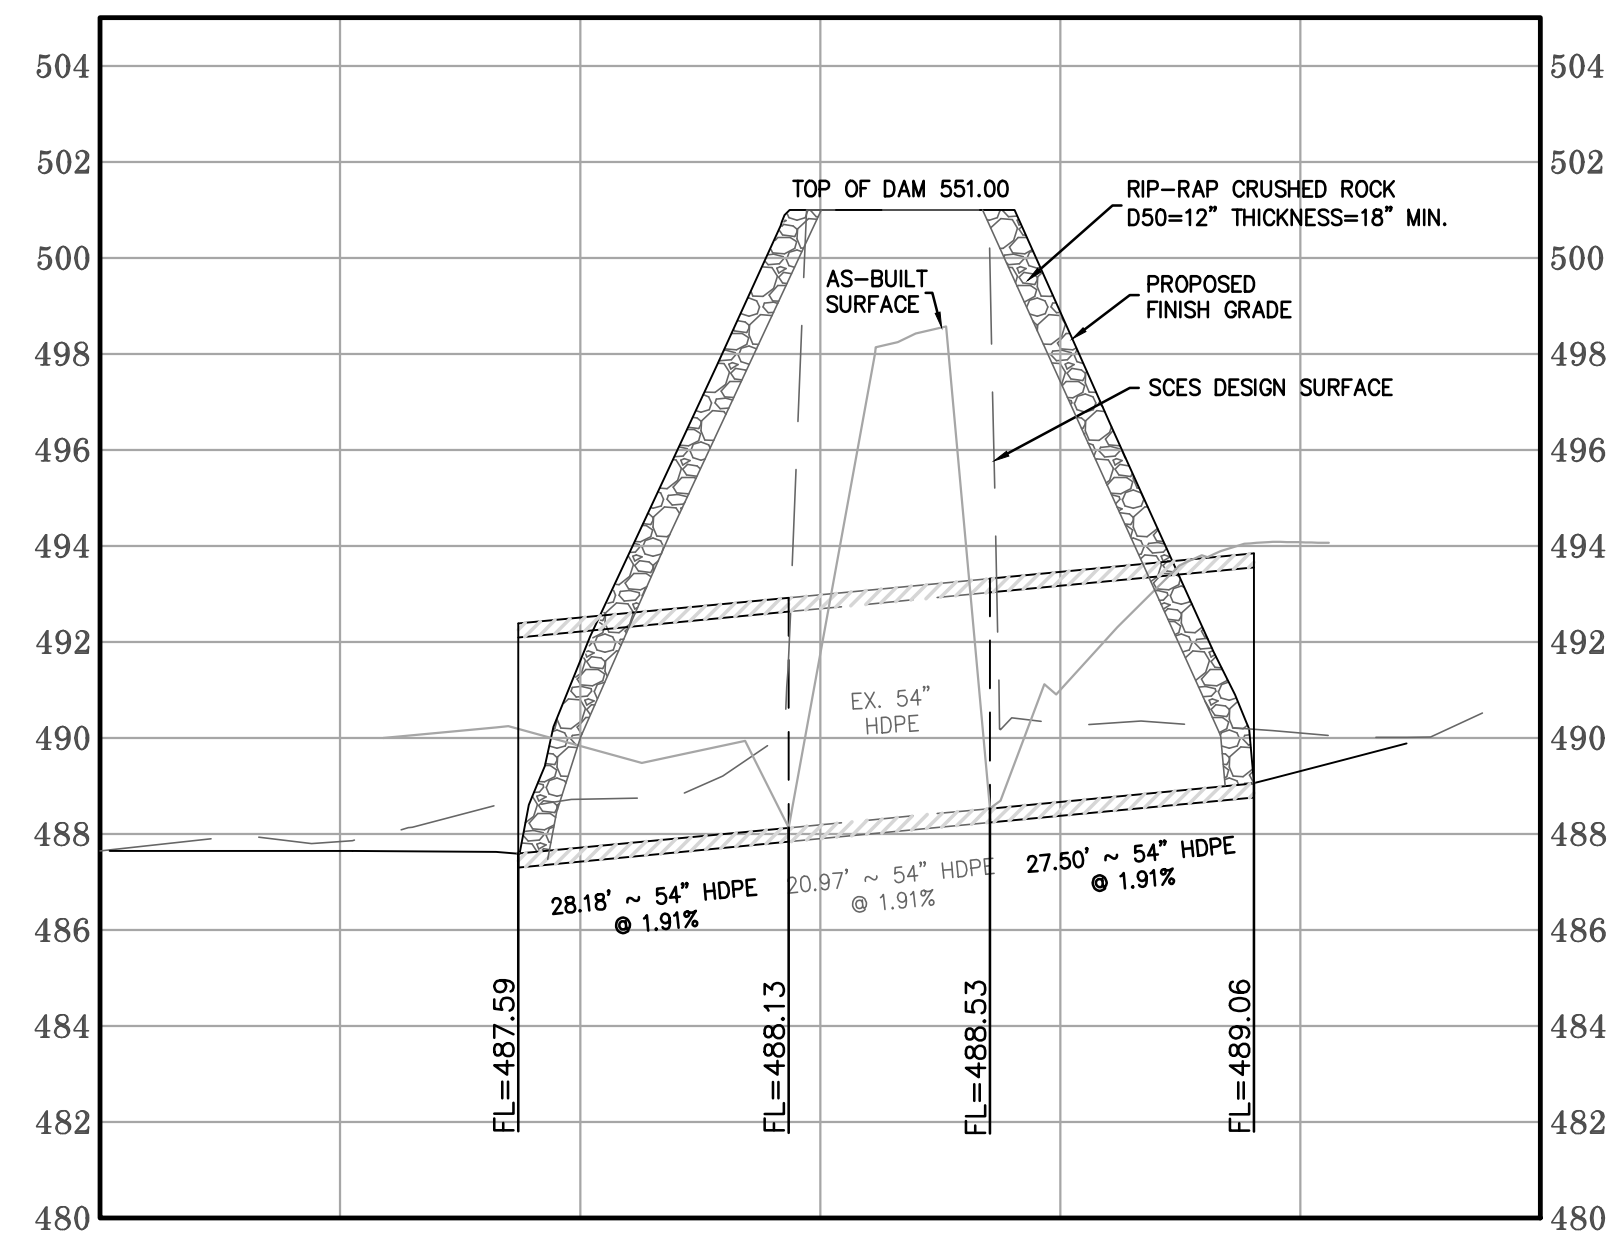 504
504
502
502
TOP OF DAM 551.00
RIP-RAP CRUSHED ROCK
D50=12" THICKNESS=18" MIN.
500
500
AS-BUILT
SURFACE
PROPOSED
FINISH GRADE
498
498
SCES DESIGN SURFACE
496
496
494
494
492
492
EX. 54"
HDPE
490
490
488
488
28.18' ~ 54" HDPE
@ 1.91%
20.97' ~ 54" HDPE
@ 1.91%
27.50' ~ 54" HDPE
@ 1.91%
486
486
FL=487.59
FL=488.13
FL=488.53
FL=489.06
484
484
482
482
480
480